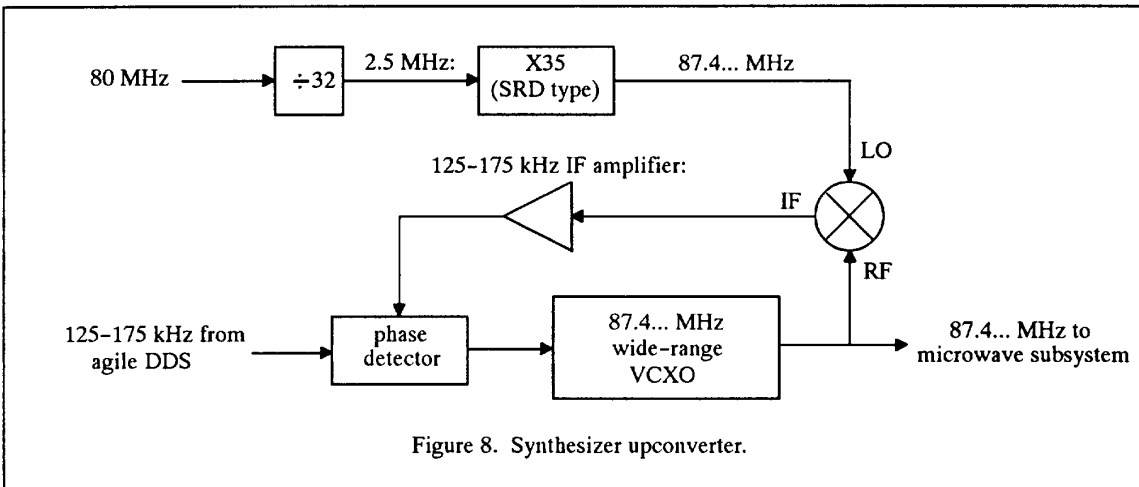 80 MHz
÷32
2.5 MHz:
X35
(SRD type)
87.4... MHz
LO
125-175 kHz IF amplifier:
IF
RF
125-175 kHz from
agile DDS
phase
detector
87.4... MHz
wide-range
VCXO
87.4... MHz to
microwave subsystem
Figure 8. Synthesizer upconverter.